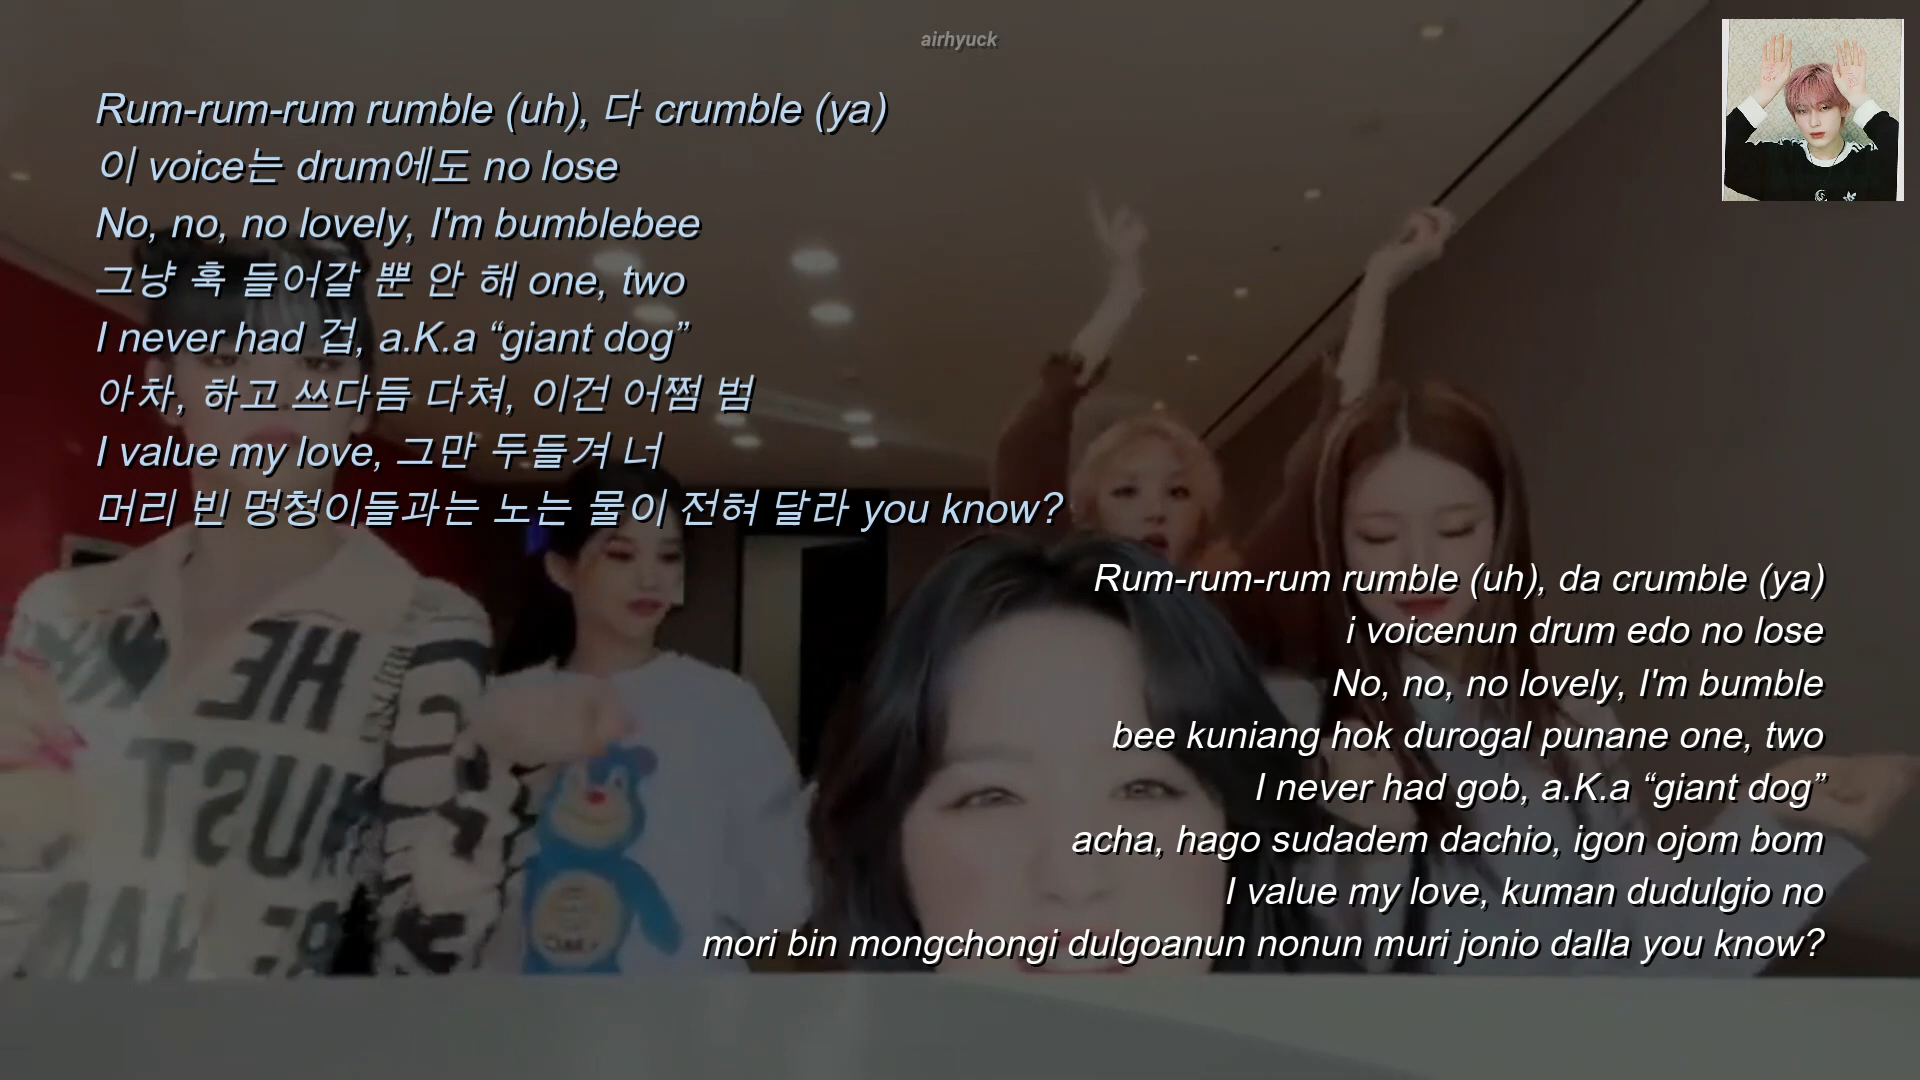 airhyuck
Rum-rum-rum rumble (uh), 다 crumble (ya)
이 voice는 drum에도 no lose
No, no, no lovely, I'm bumblebee
그냥 훅 들어갈 뿐 안 해 one, two
I never had 겁, a.K.a “giant dog”
아차, 하고 쓰다듬 다쳐, 이건 어쩜 범
I value my love, 그만 두들겨 너
머리 빈 멍청이들과는 노는 물이 전혀 달라 you know?
Rum-rum-rum rumble (uh), da crumble (ya)
i voicenun drum edo no lose
No, no, no lovely, I'm bumble
bee kuniang hok durogal punane one, two
I never had gob, a.K.a “giant dog”
acha, hago sudadem dachio, igon ojom bom
I value my love, kuman dudulgio no
mori bin mongchongi dulgoanun nonun muri jonio dalla you know?